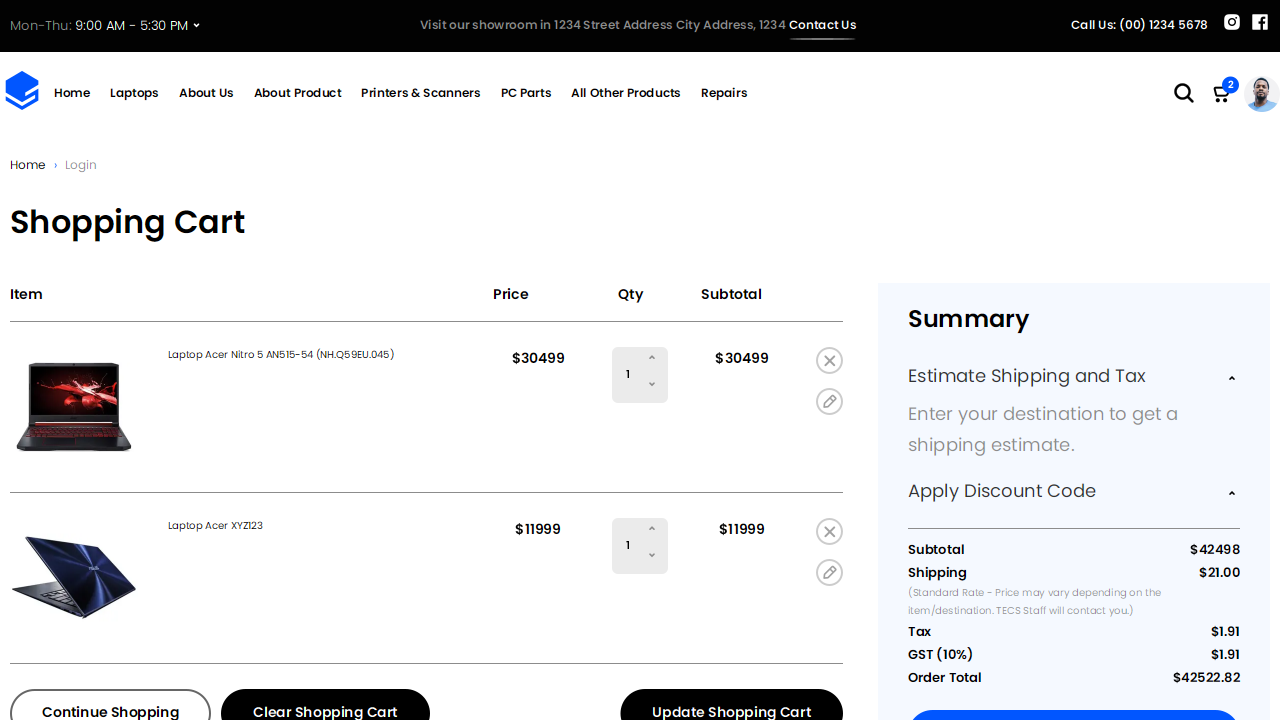 Mon-Thu: 9:00 AM - 5:30 PM
Visit our showroom in 1234 Street Address City Address, 1234 Contact Us
Call Us: (00) 1234 5678
Home Laptops About Us About Product Printers & Scanners PC Parts All Other Products Repairs
2
Home › Login
Shopping Cart
Item Price Qty Subtotal
Laptop Acer Nitro 5 AN515-54 (NH.Q59EU.045) $30499 1 $30499
Laptop Acer XYZ123 $11999 1 $11999
Continue Shopping Clear Shopping Cart Update Shopping Cart
Summary
Estimate Shipping and Tax
Enter your destination to get a
shipping estimate.
Apply Discount Code
Subtotal $42498
Shipping $21.00
(Standard Rate - Price may vary depending on the
item/destination. TECS Staff will contact you.)
Tax $1.91
GST (10%) $1.91
Order Total $42522.82